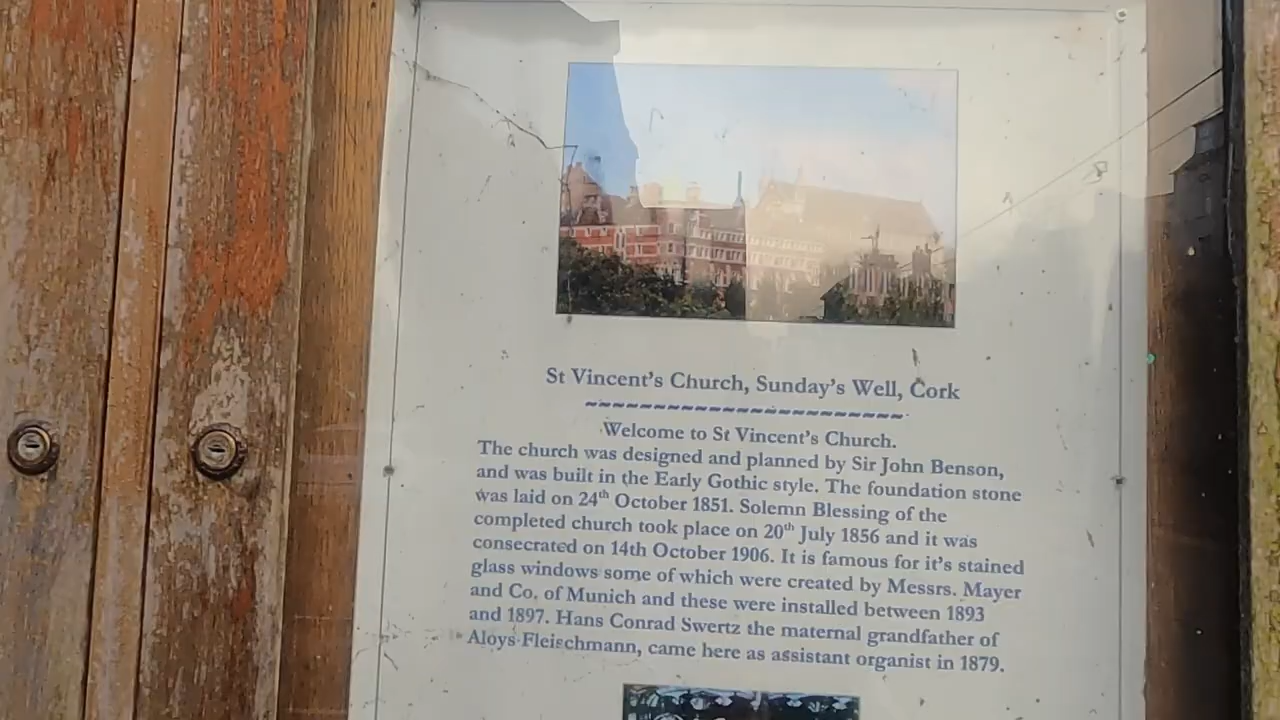 St Vincent's Church, Sunday's Well, Cork
Welcome to St Vincent's Church.
The church was designed and planned by Sir John Benson,
and was built in the Early Gothic style. The foundation stone
was laid on 24th October 1851. Solemn Blessing of the
completed church took place on 20th July 1856 and it was
consecrated on 14th October 1906. It is famous for it's stained
glass windows some of which were created by Messrs. Mayer
and Co. of Munich and these were installed between 1893
and 1897. Hans Conrad Swertz the maternal grandfather of
Aloys Fleischmann, came here as assistant organist in 1879.